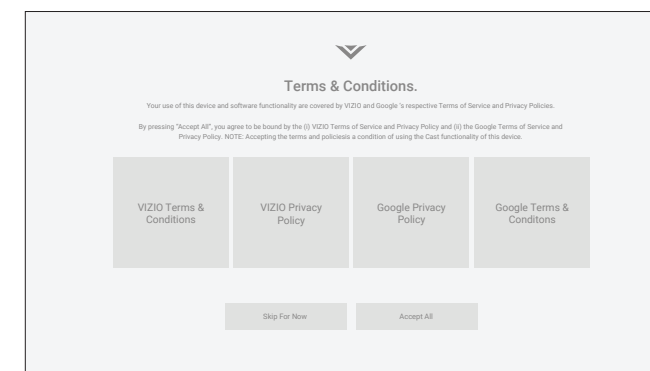 Terms & Conditions.
Your use of this device and software functionality are covered by VIZIO and Google 's respective Terms of Service and Privacy Policies.
By pressing "Accept All", you agree to be bound by the (i) VIZIO Terms of Service and Privacy Policy and (ii) the Google Terms of Service and
Privacy Policy. NOTE: Accepting the terms and policiesis a condition of using the Cast functionality of this device.
VIZIO Terms &
Conditions
VIZIO Privacy
Policy
Google Privacy
Policy
Google Terms &
Conditons
Skip For Now
Accept All